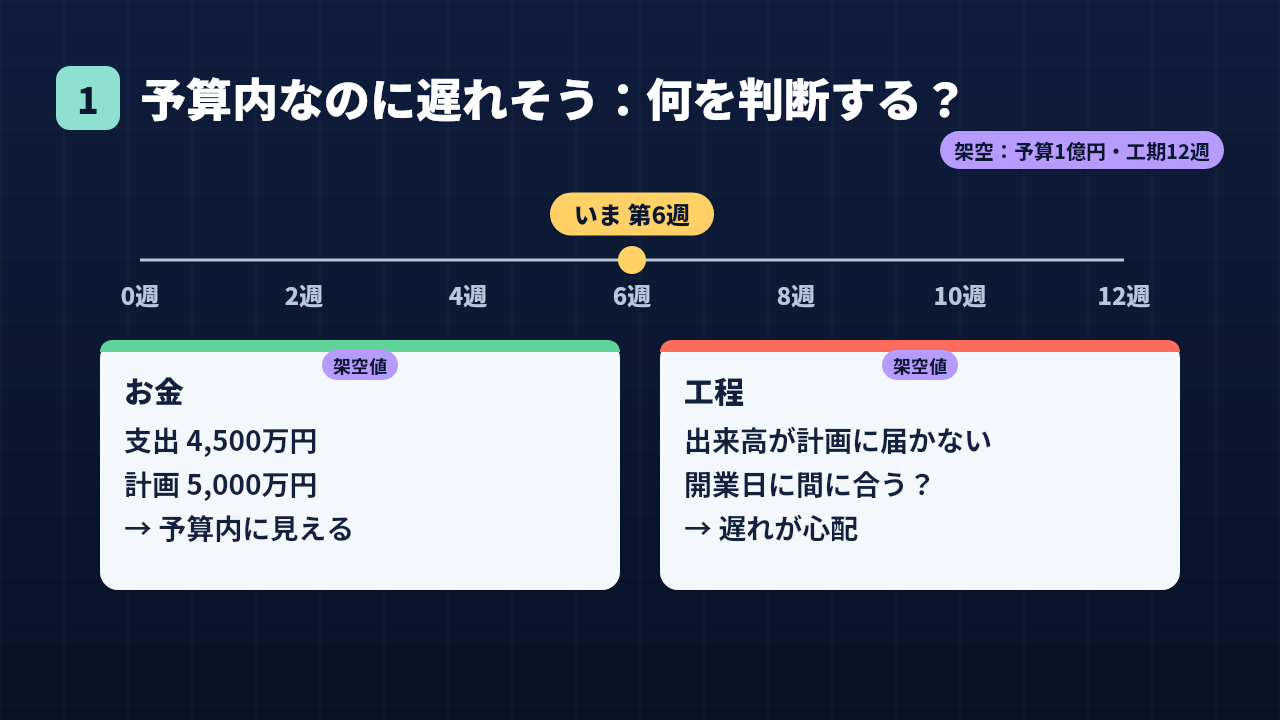 1
予算内なのに遅れそう：何を判断する？
架空：予算1億円・工期12週
いま 第6週
0週
2週
4週
6週
8週
10週
12週
架空値
お金
支出 4,500万円
計画 5,000万円
→ 予算内に見える
架空値
工程
出来高が計画に届かない
開業日に間に合う？
→ 遅れが心配